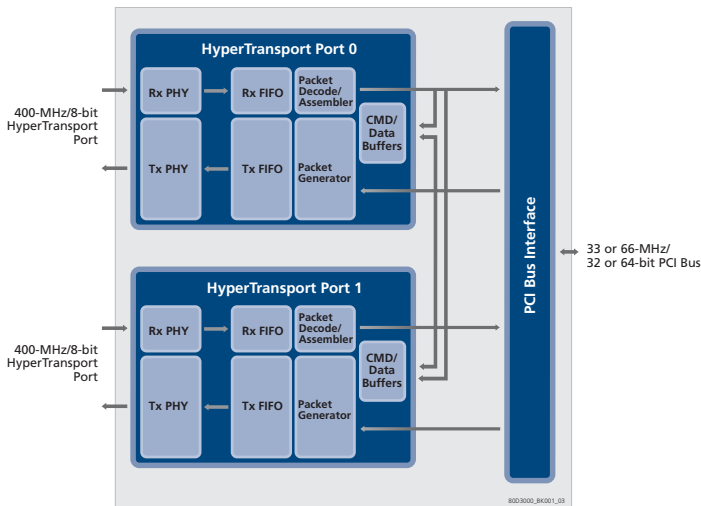 HyperTransport Port 0
Rx PHY
Rx FIFO
Packet
Decode/
Assembler
CMD/
Data
Buffers
Tx PHY
Tx FIFO
Packet
Generator
400-MHz/8-bit
HyperTransport
Port
HyperTransport Port 1
Rx PHY
Rx FIFO
Packet
Decode/
Assembler
CMD/
Data
Buffers
Tx PHY
Tx FIFO
Packet
Generator
400-MHz/8-bit
HyperTransport
Port
PCI Bus Interface
33 or 66-MHz/
32 or 64-bit PCI Bus
80D3000_BK001_03